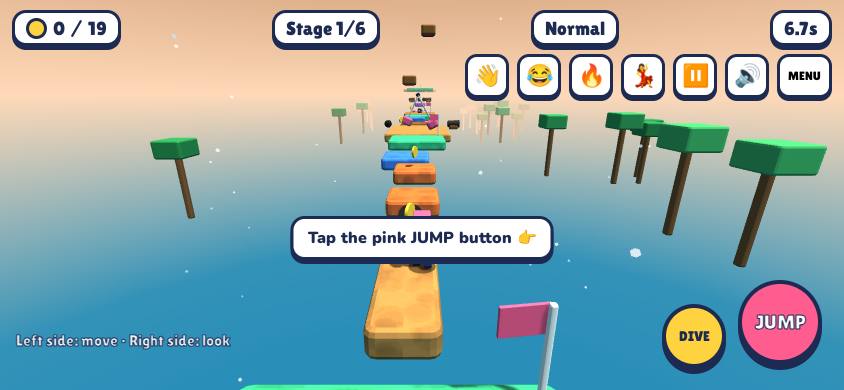 0 / 19
Stage 1/6
Normal
6.7s
MENU
Tap the pink JUMP button
Left side: move · Right side: look
DIVE
JUMP